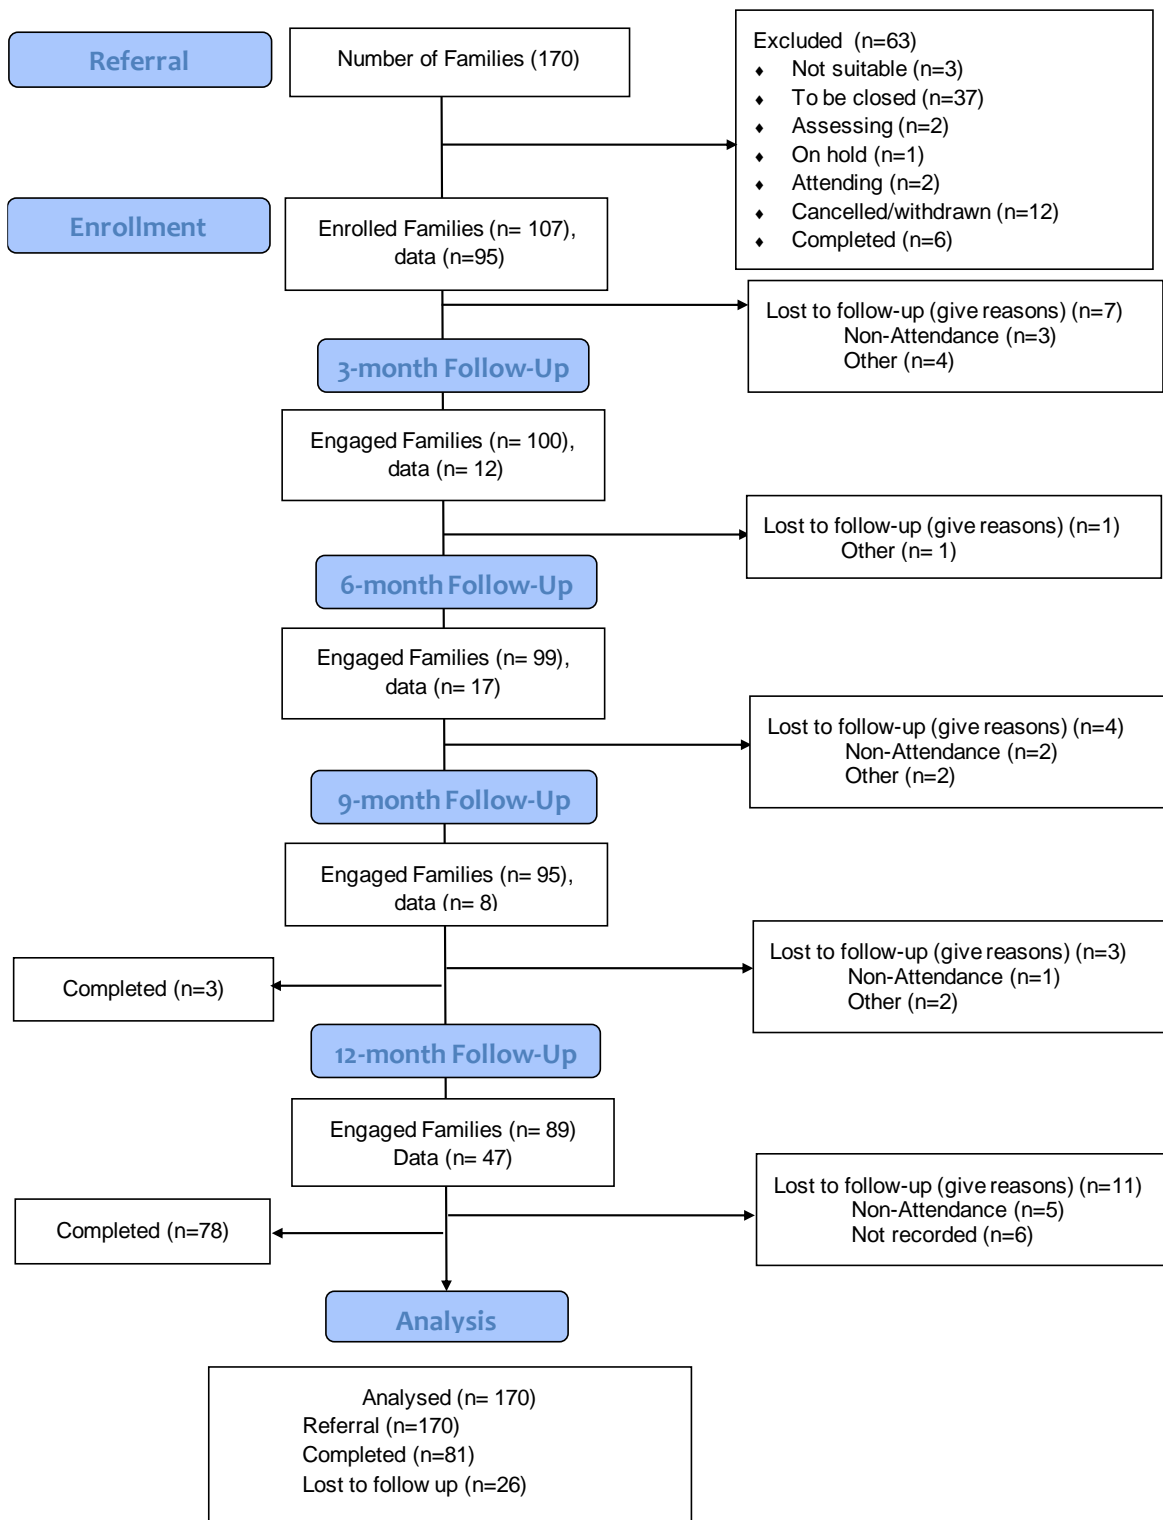 Referral
Number of Families (170)
Excluded (n=63)
♦ Not suitable (n=3)
♦ To be closed (n=37)
♦ Assessing (n=2)
♦ On hold (n=1)
♦ Attending (n=2)
♦ Cancelled/withdrawn (n=12)
♦ Completed (n=6)
Enrollment
Enrolled Families (n= 107),
data (n=95)
Lost to follow-up (give reasons) (n=7)
Non-Attendance (n=3)
Other (n=4)
3-month Follow-Up
Engaged Families (n= 100),
data (n= 12)
Lost to follow-up (give reasons) (n=1)
Other (n= 1)
6-month Follow-Up
Engaged Families (n= 99),
data (n= 17)
Lost to follow-up (give reasons) (n=4)
Non-Attendance (n=2)
Other (n=2)
9-month Follow-Up
Engaged Families (n= 95),
data (n= 8)
Lost to follow-up (give reasons) (n=3)
Non-Attendance (n=1)
Other (n=2)
Completed (n=3)
12-month Follow-Up
Engaged Families (n= 89)
Data (n= 47)
Lost to follow-up (give reasons) (n=11)
Non-Attendance (n=5)
Not recorded (n=6)
Completed (n=78)
Analysis
Analysed (n= 170)
Referral (n=170)
Completed (n=81)
Lost to follow up (n=26)